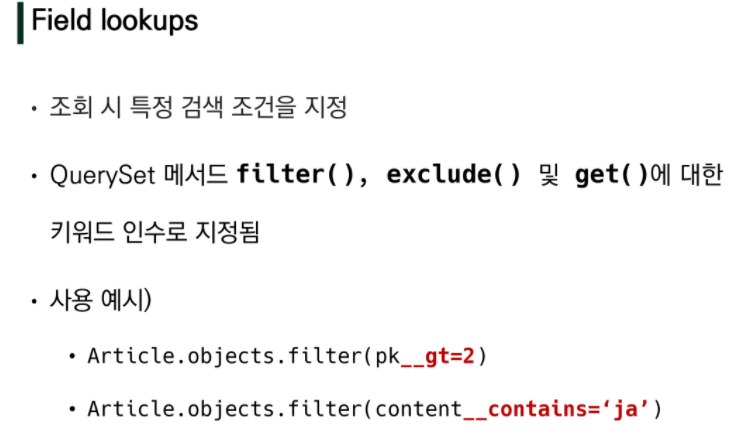 Field lookups
• 조회 시 특정 검색 조건을 지정
• QuerySet 메서드 filter(), exclude() 및 get()에 대한
키워드 인수로 지정됨
• 사용 예시)
• Article.objects.filter(pk__gt=2)
• Article.objects.filter(content__contains=‘ja’)